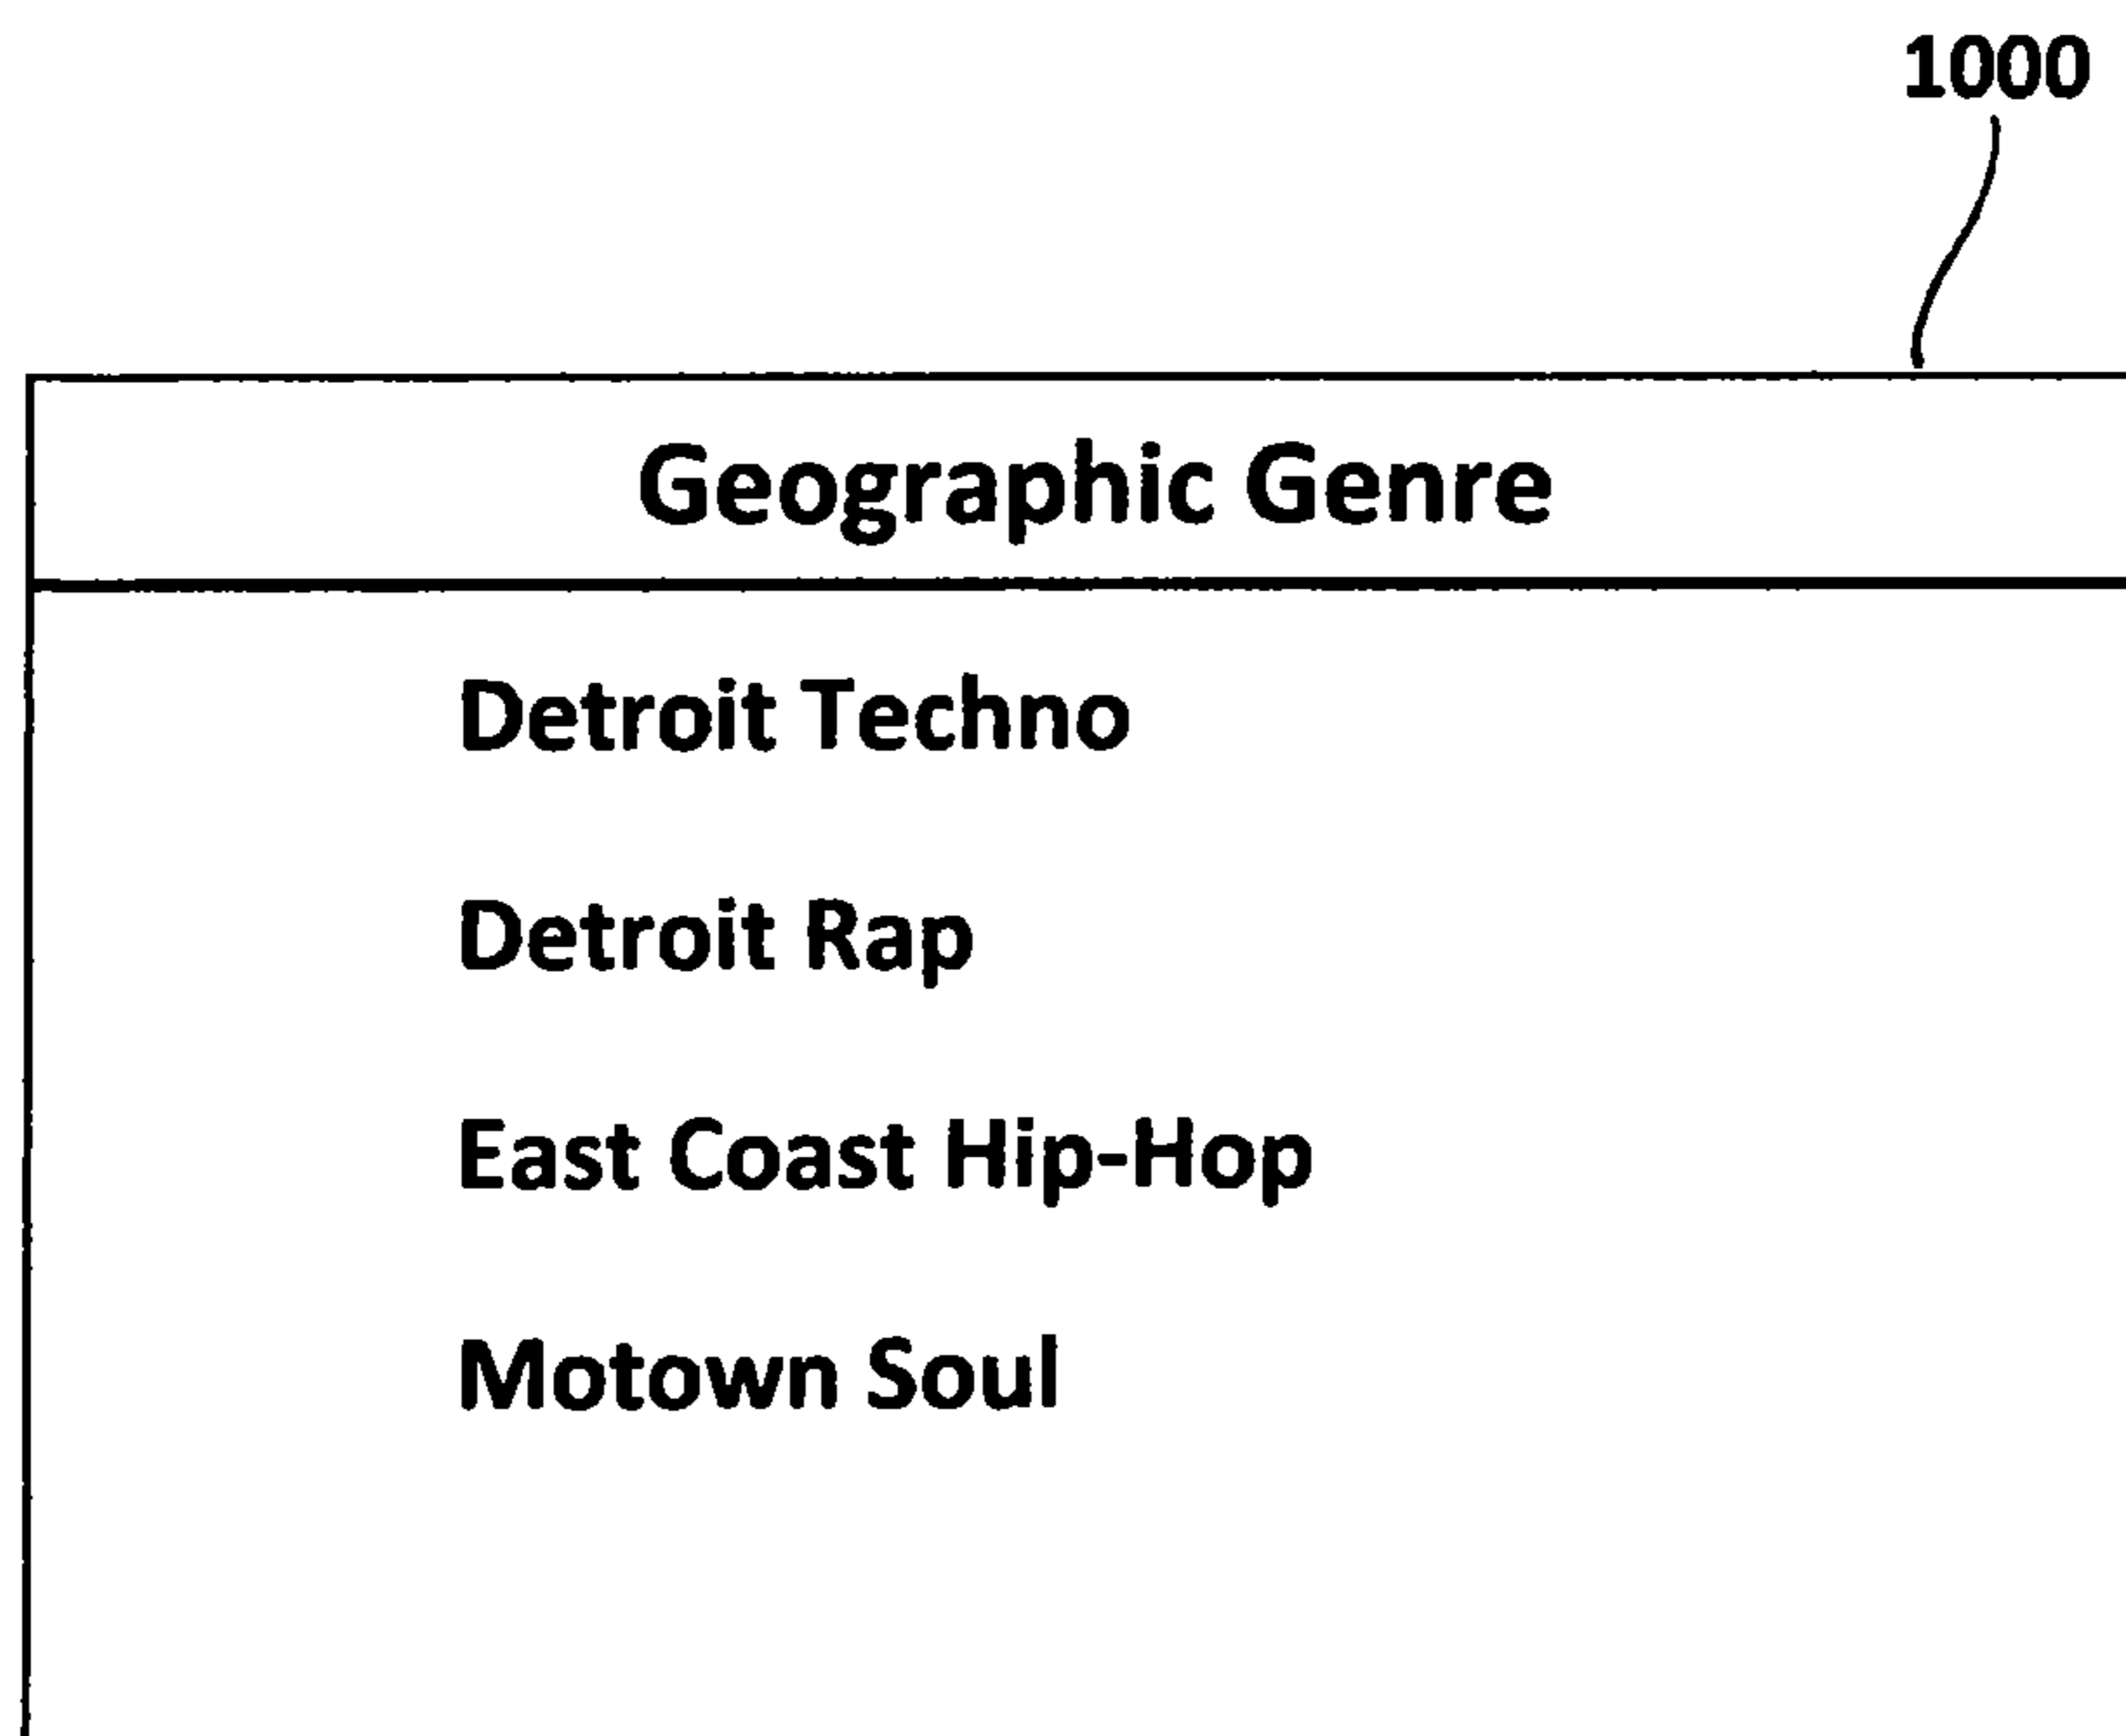 1000
Geographic Genre
Detroit Techno
Detroit Rap
East Coast Hip-Hop
Motown Soul